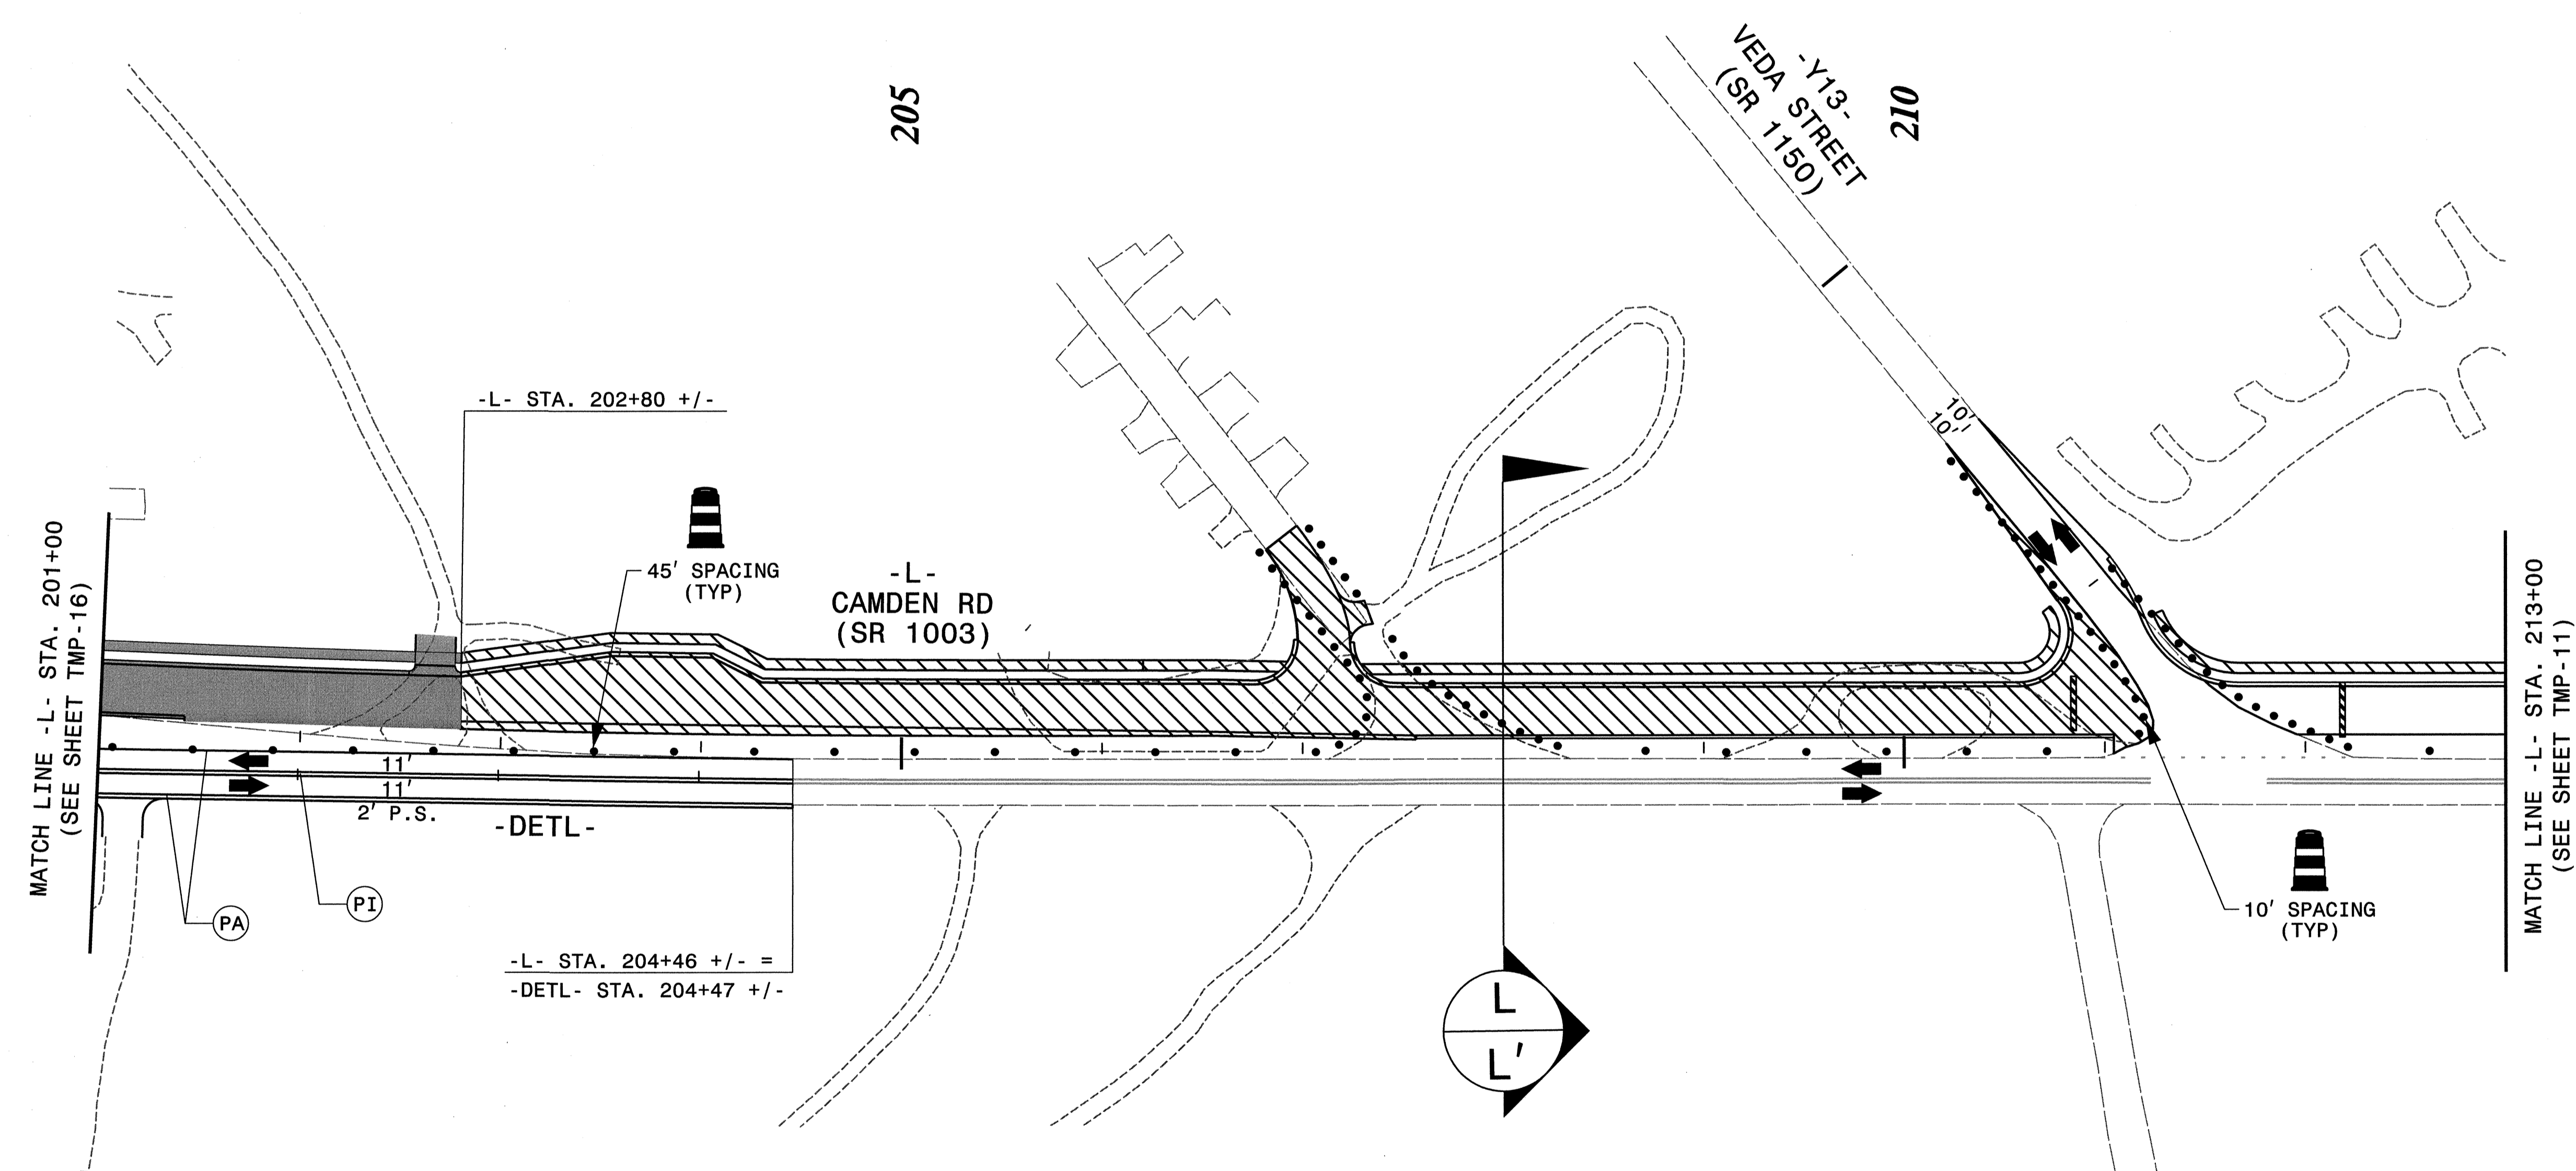 205
-Y13-
VEDA STREET
(SR 1150)
210
10'
10'
-L- STA. 202+80 +/-
45' SPACING
(TYP)
-L-
CAMDEN RD
(SR 1003)
MATCH LINE -L- STA. 201+00
(SEE SHEET TMP-16)
11'
11'
2' P.S.
-DETL-
PI
PA
-L- STA. 204+46 +/- =
-DETL- STA. 204+47 +/-
L
L'
10' SPACING
(TYP)
MATCH LINE -L- STA. 213+00
(SEE SHEET TMP-11)